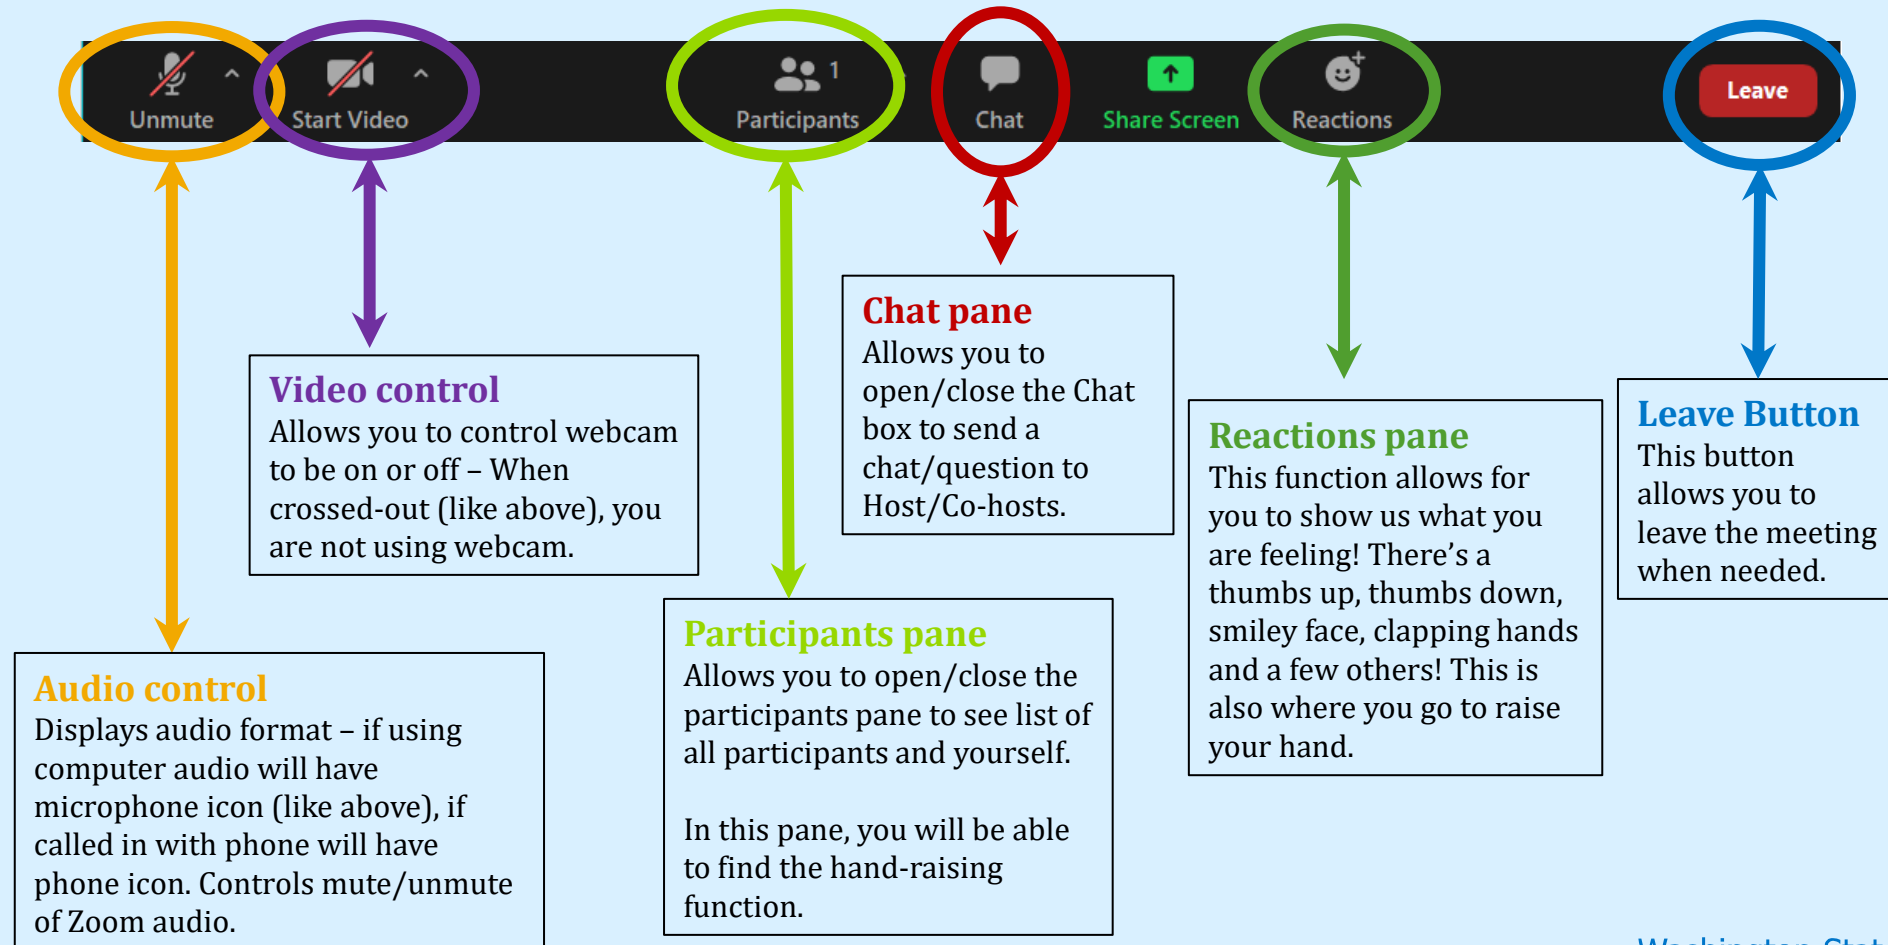 Unmute
Start Video
Participants
1
Chat
Share Screen
Reactions
Leave
Chat pane
Allows you to
open/close the Chat
box to send a
chat/question to
Host/Co-hosts.
Video control
Allows you to control webcam
to be on or off – When
crossed-out (like above), you
are not using webcam.
Reactions pane
This function allows for
you to show us what you
are feeling! There’s a
thumbs up, thumbs down,
smiley face, clapping hands
and a few others! This is
also where you go to raise
your hand.
Leave Button
This button
allows you to
leave the meeting
when needed.
Participants pane
Allows you to open/close the
participants pane to see list of
all participants and yourself.
In this pane, you will be able
to find the hand-raising
function.
Audio control
Displays audio format – if using
computer audio will have
microphone icon (like above), if
called in with phone will have
phone icon. Controls mute/unmute
of Zoom audio.
Washington